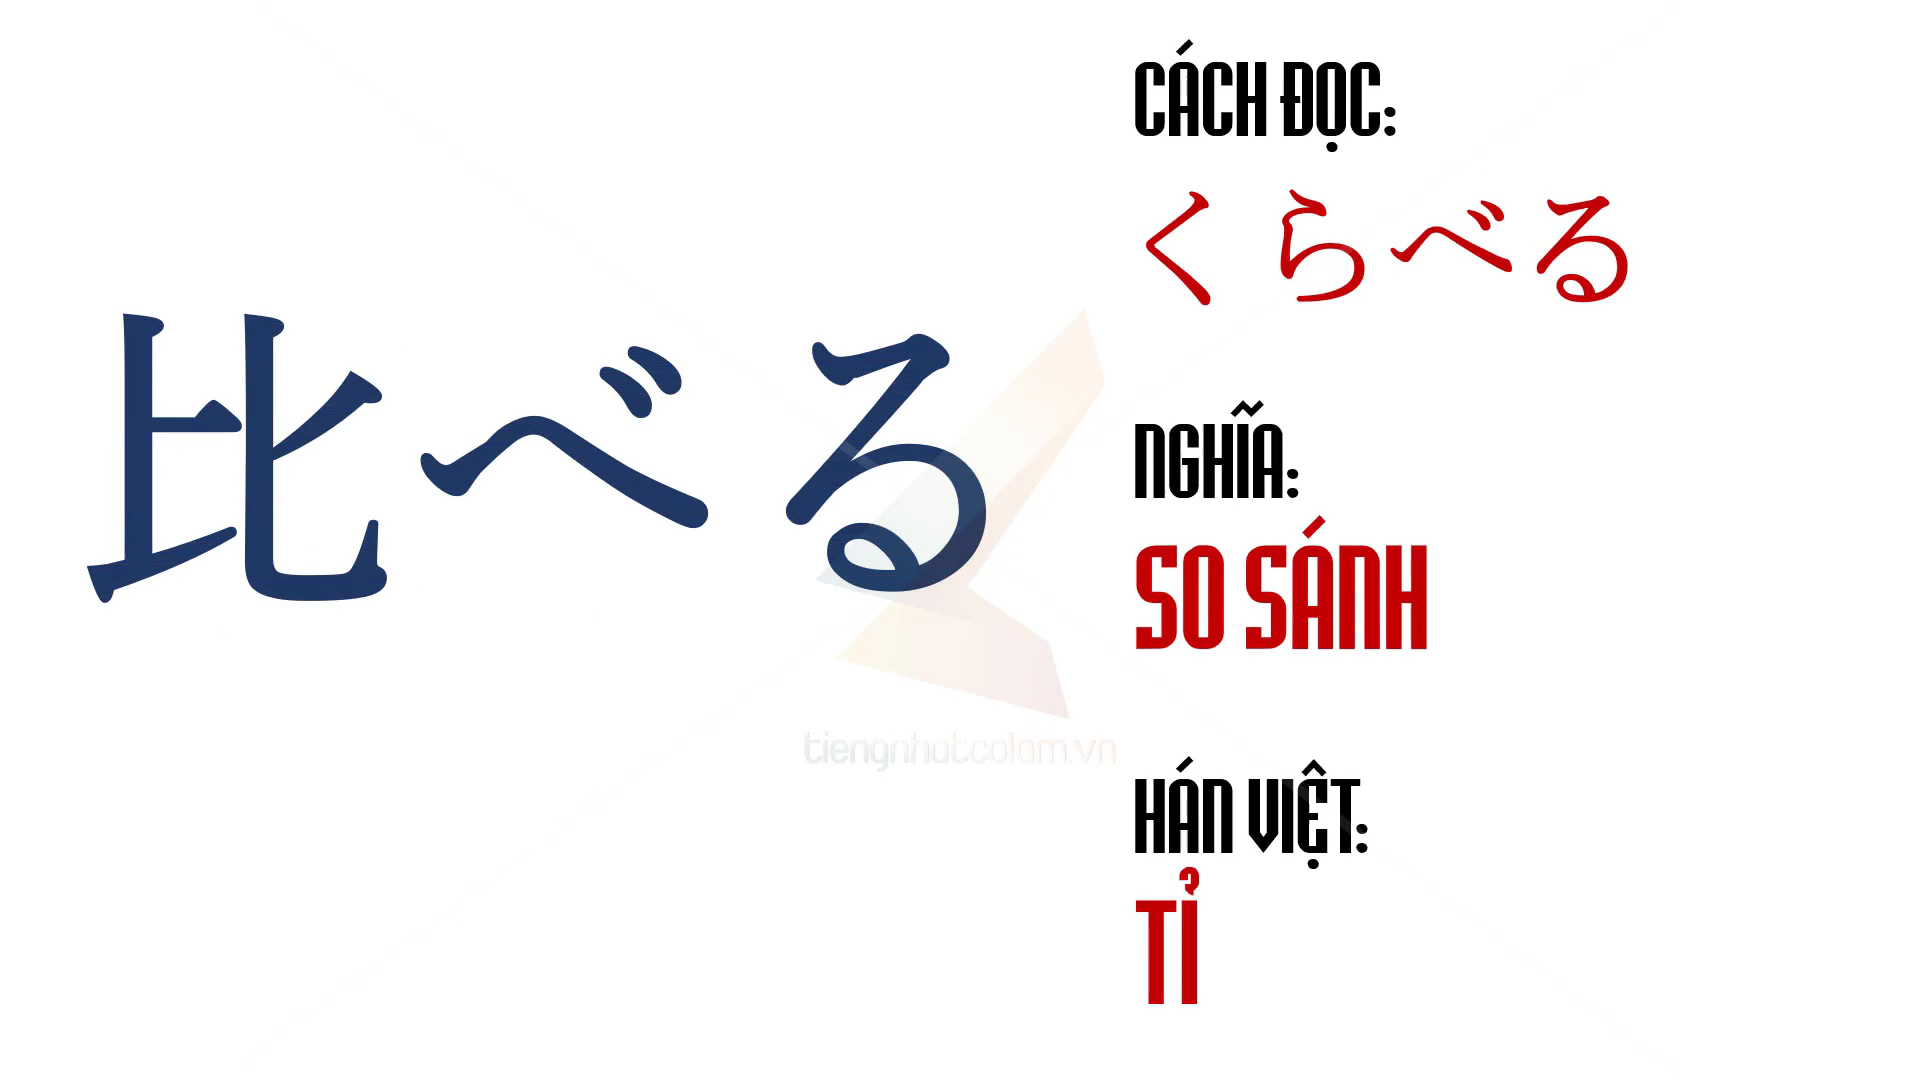 比べる
CÁCH ĐỌC:
くらべる
NGHĨA:
SO SÁNH
HÁN VIỆT:
TỈ
tiengnhatcolam.vn